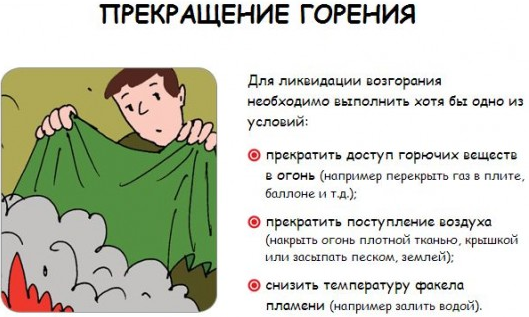 ПРЕКРАЩЕНИЕ ГОРЕНИЯ
Для ликвидации возгорания
необходимо выполнить хотя бы одно из
условий:
прекратить доступ горючих веществ
в огонь (например перекрыть газ в плите,
баллоне и т.д.);
прекратить поступление воздуха
(накрыть огонь плотной тканью, крышкой
или засыпать песком, землей);
снизить температуру факела
пламени (например залить водой).